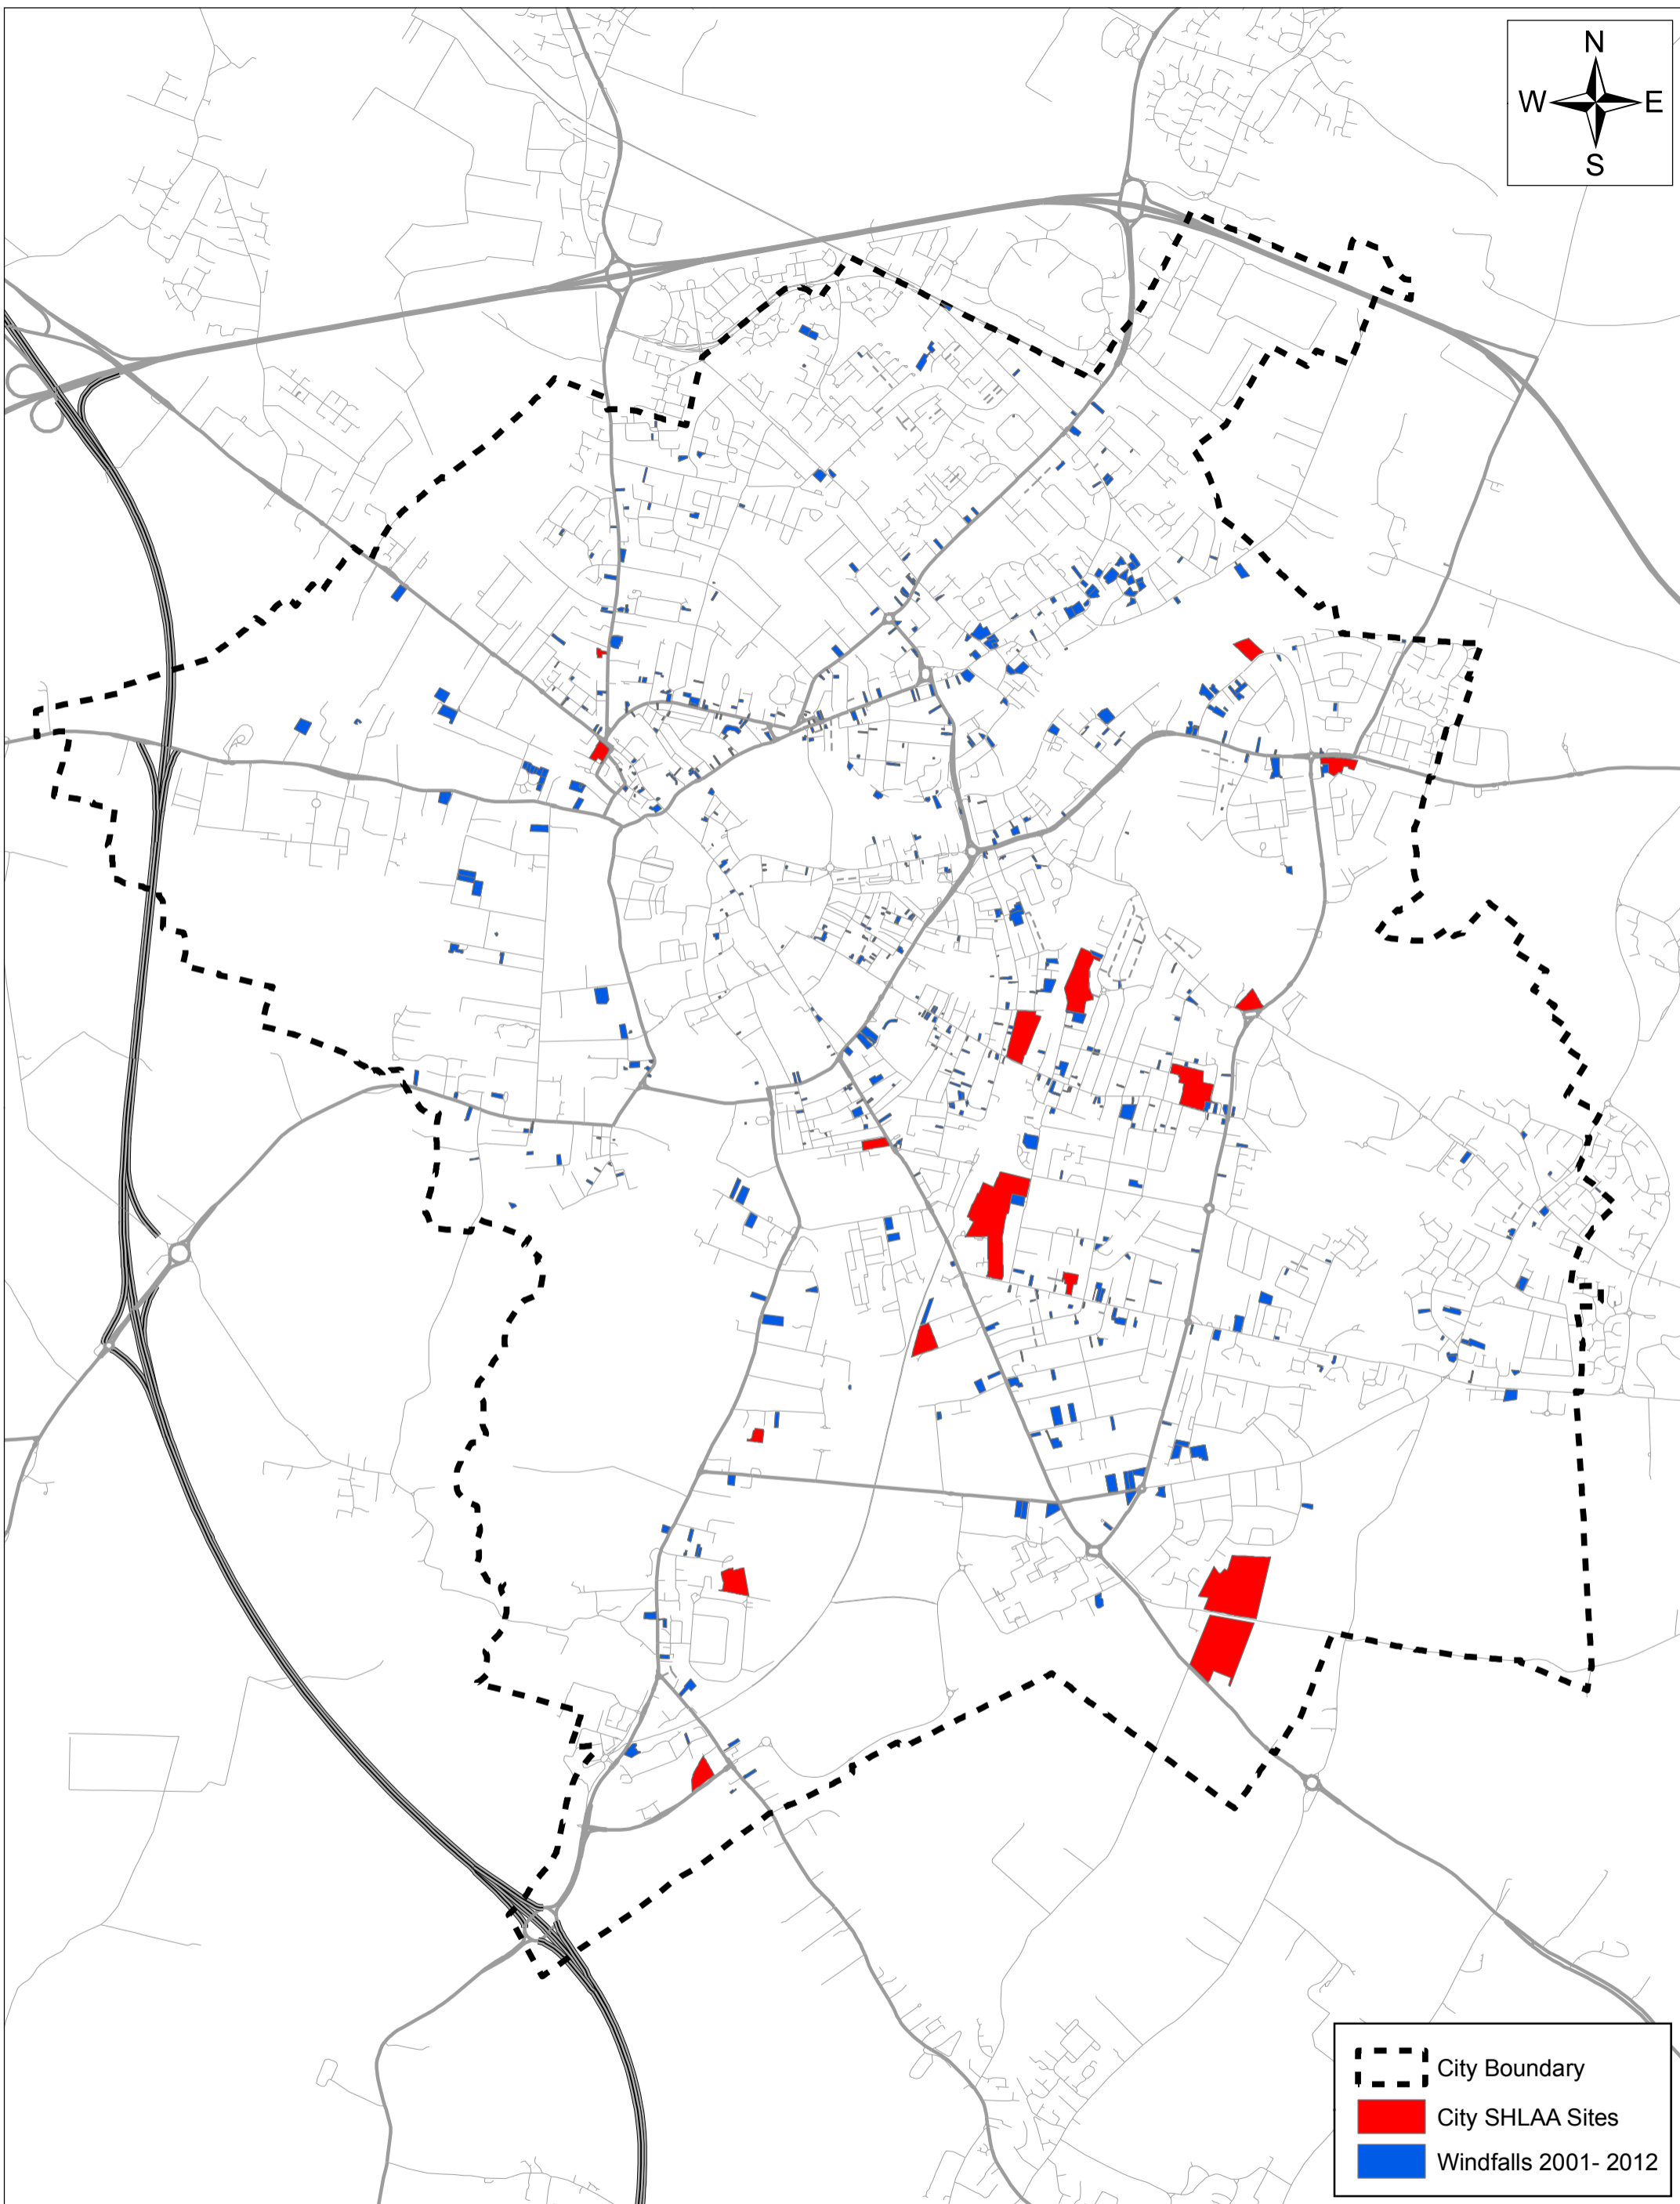 N
W E
S
City Boundary
City SHLAA Sites
Windfalls 2001- 2012